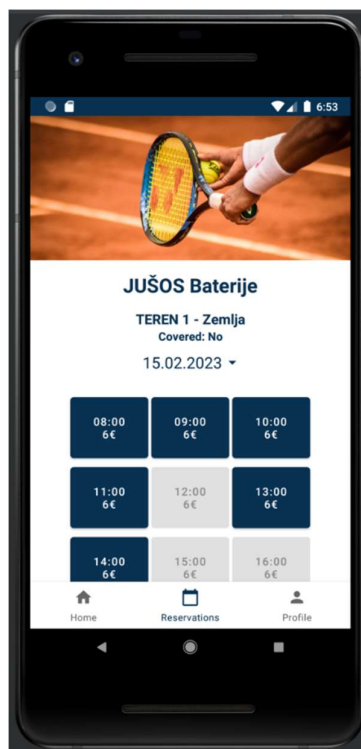 6:53
JUŠOS Baterije
TEREN 1 - Zemlja
Covered: No
15.02.2023
08:00 09:00 10:00
6€ 6€ 6€
11:00 12:00 13:00
6€ 6€ 6€
14:00 15:00 16:00
6€ 6€ 6€
Home Reservations Profile